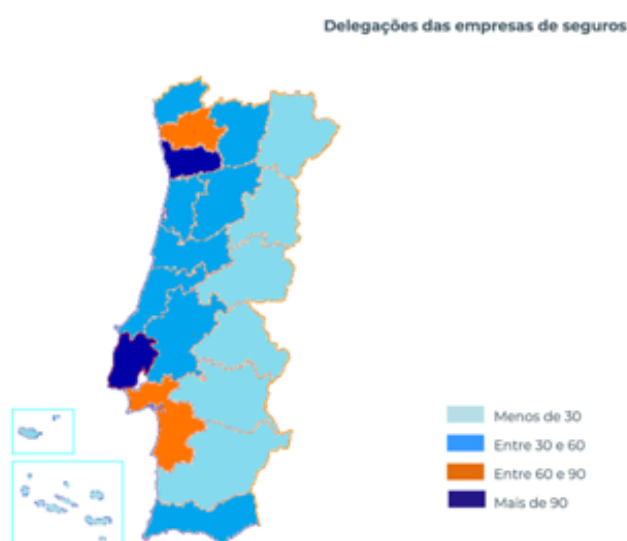 Delegações das empresas de seguros
Menos de 30
Entre 30 e 60
Entre 60 e 90
Mais de 90